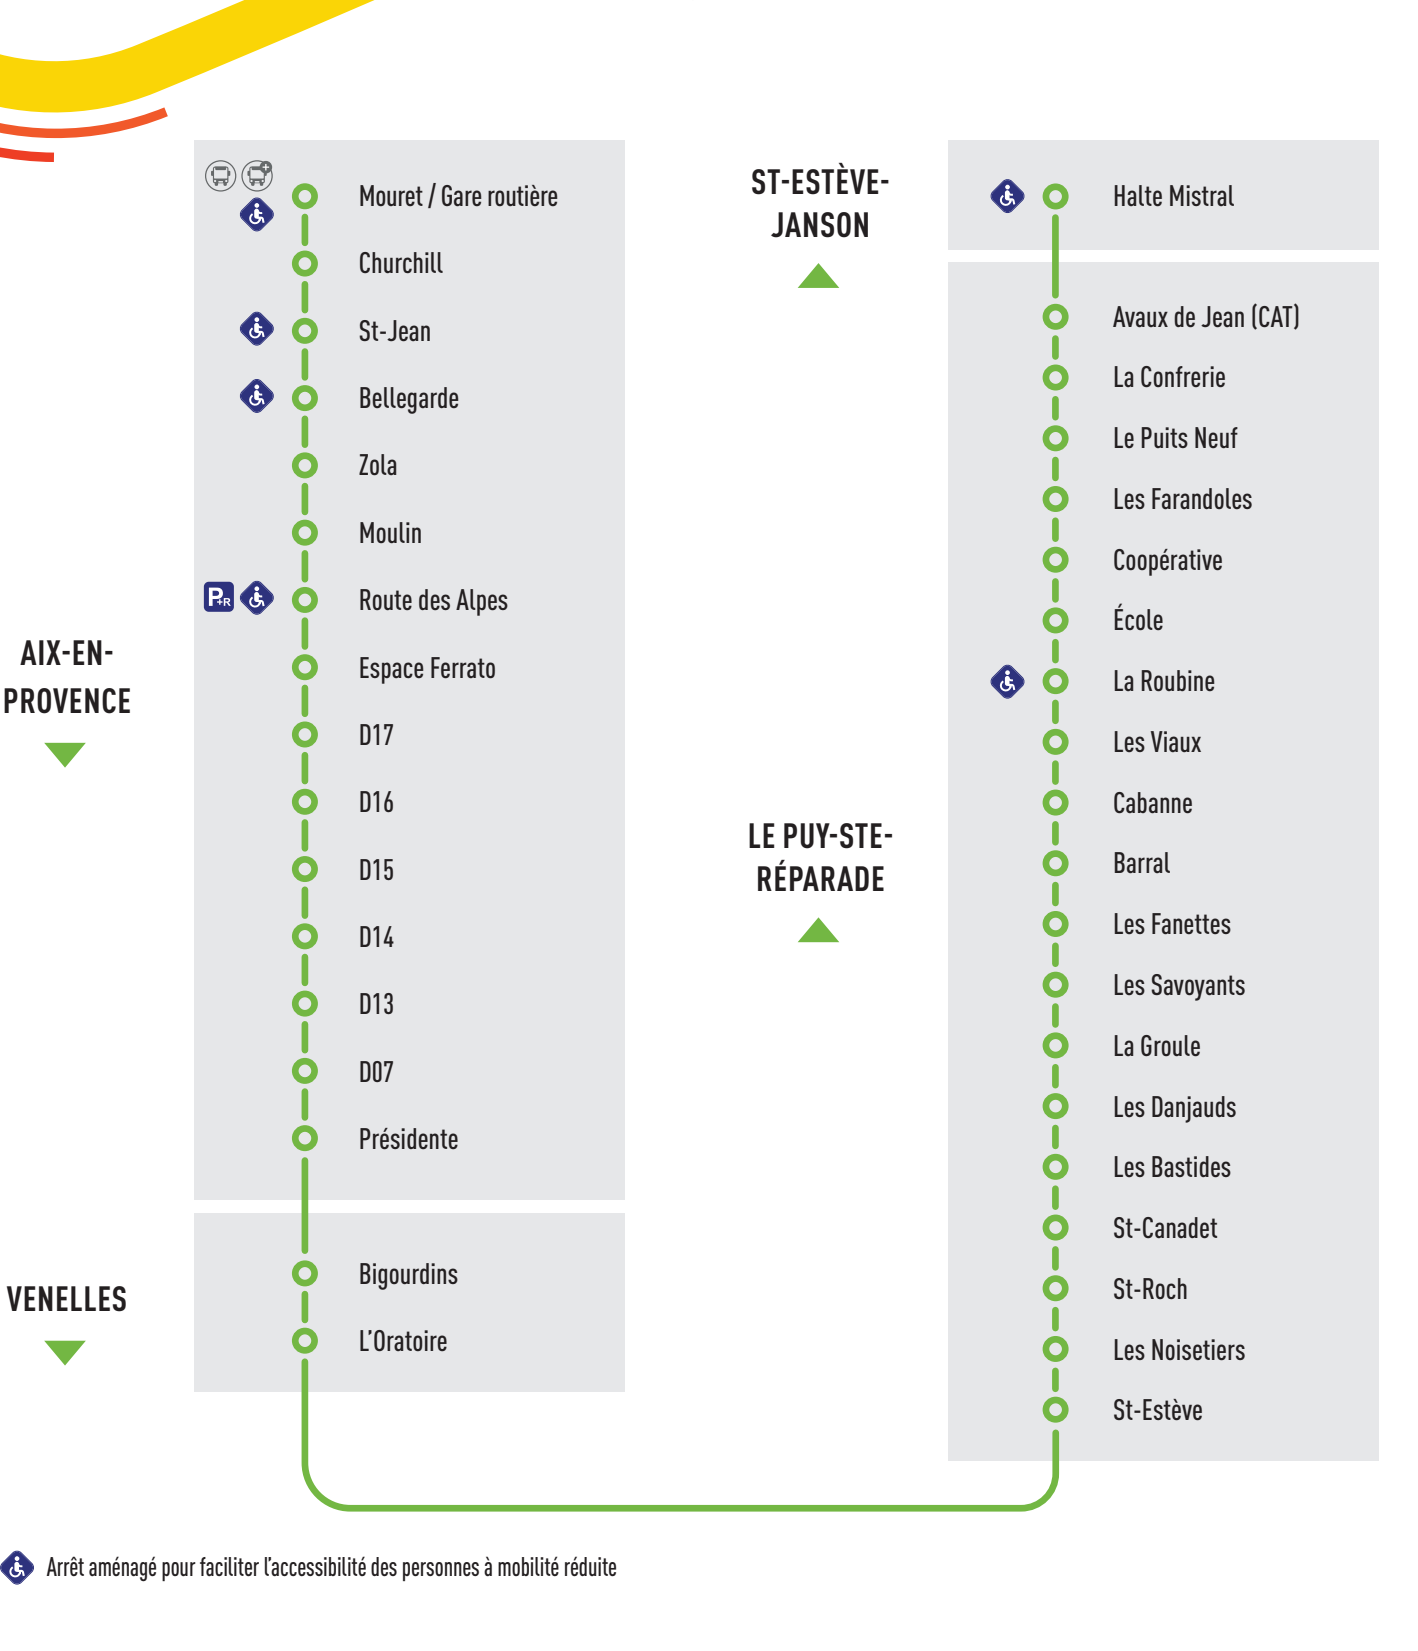 AIX-EN-
PROVENCE
Mouret / Gare routière
Churchill
St-Jean
Bellegarde
Zola
Moulin
P+R
Route des Alpes
Espace Ferrato
D17
D16
D15
D14
D13
D07
Présidente
VENELLES
Bigourdins
L'Oratoire
ST-ESTÈVE-
JANSON
Halte Mistral
LE PUY-STE-
RÉPARADE
Avaux de Jean (CAT)
La Confrerie
Le Puits Neuf
Les Farandoles
Coopérative
École
La Roubine
Les Viaux
Cabanne
Barral
Les Fanettes
Les Savoyants
La Groule
Les Danjauds
Les Bastides
St-Canadet
St-Roch
Les Noisetiers
St-Estève
Arrêt aménagé pour faciliter l'accessibilité des personnes à mobilité réduite